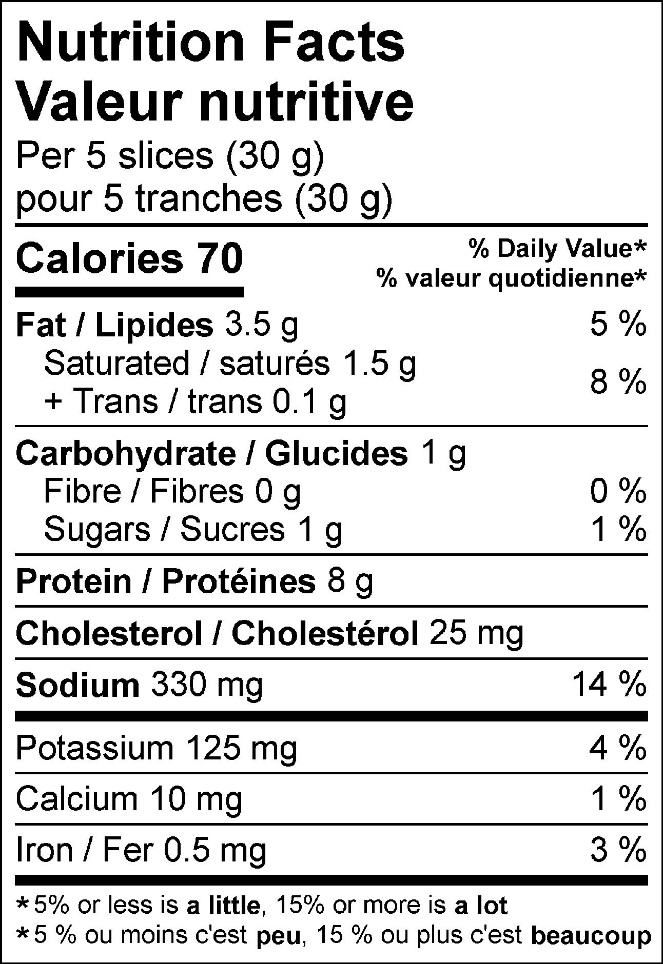 Nutrition Facts
Valeur nutritive
Per 5 slices (30 g)
pour 5 tranches (30 g)
Calories 70
% Daily Value*
% valeur quotidienne*
Fat / Lipides 3.5 g 5 %
Saturated / saturés 1.5 g
+ Trans / trans 0.1 g 8 %
Carbohydrate / Glucides 1 g
Fibre / Fibres 0 g 0 %
Sugars / Sucres 1 g 1 %
Protein / Protéines 8 g
Cholesterol / Cholestérol 25 mg
Sodium 330 mg 14 %
Potassium 125 mg 4 %
Calcium 10 mg 1 %
Iron / Fer 0.5 mg 3 %
*5% or less is a little, 15% or more is a lot
*5 % ou moins c'est peu, 15 % ou plus c'est beaucoup